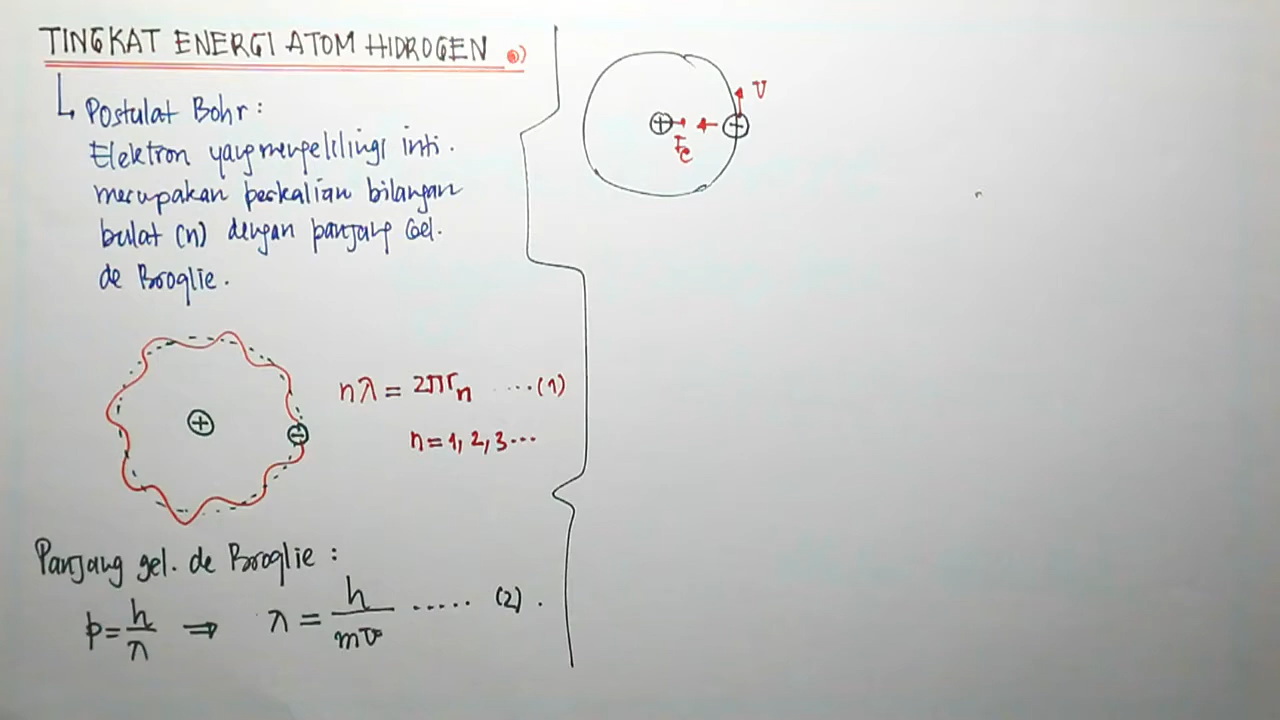 TINGKAT ENERGI ATOM HIDROGEN
Postulat Bohr :
Elektron yang mengelilingi inti.
merupakan perkalian bilangan
bulat (n) dengan panjang Gel.
de Broglie.
+
-
nλ = 2πrn ....(1)
n = 1, 2, 3 ...
Panjang gel. de Broglie :
p = h/λ ⇒ λ = h/mv ..... (2).
v
+ +
Fc